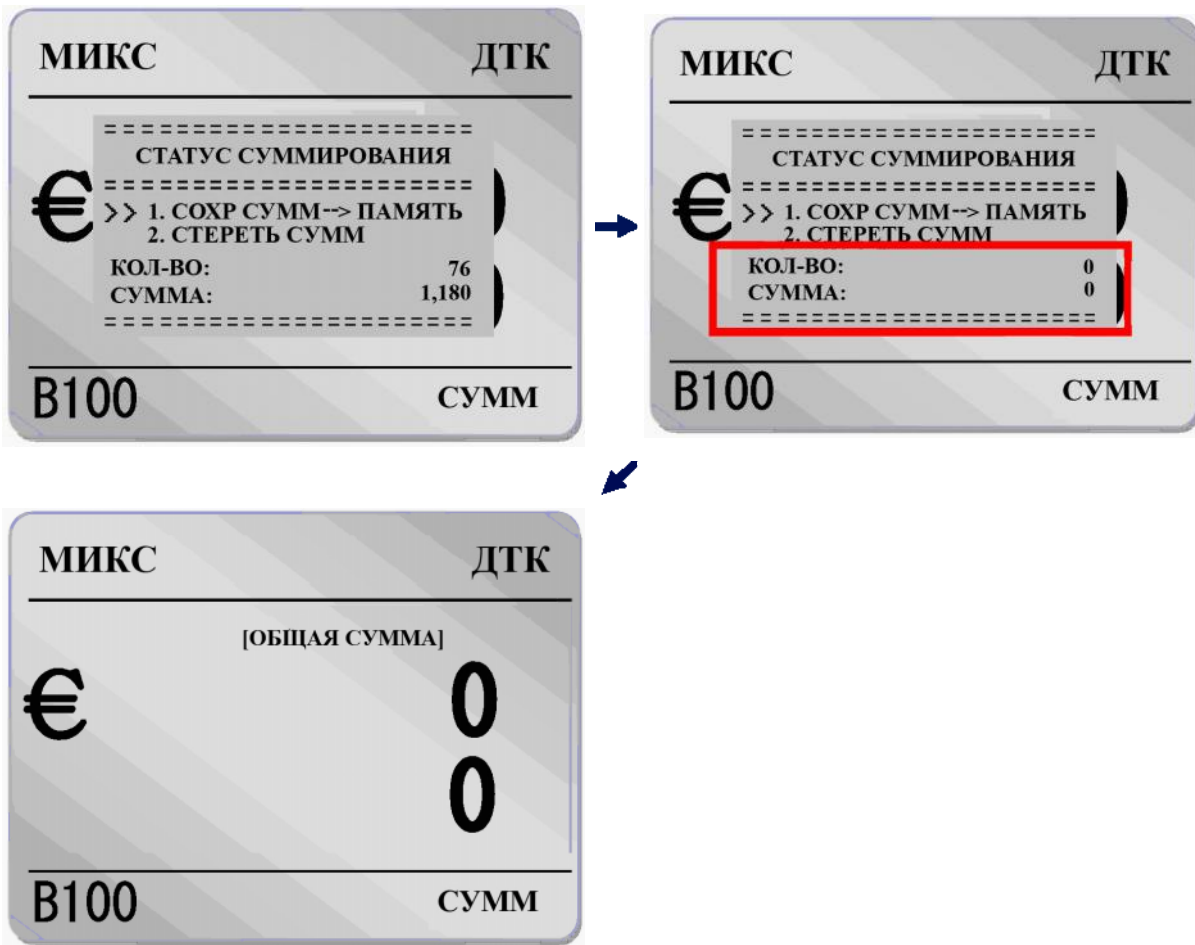 МИКС ДТК
=====================
СТАТУС СУММИРОВАНИЯ
=====================
€ >> 1. СОХР СУММ--> ПАМЯТЬ
2. СТЕРЕТЬ СУММ
КОЛ-ВО: 76
СУММА: 1,180
=====================
B100 СУММ
МИКС ДТК
=====================
СТАТУС СУММИРОВАНИЯ
=====================
€ >> 1. СОХР СУММ--> ПАМЯТЬ
2. СТЕРЕТЬ СУММ
КОЛ-ВО: 0
СУММА: 0
=====================
B100 СУММ
МИКС ДТК
[ОБЩАЯ СУММА]
€ 0
0
B100 СУММ